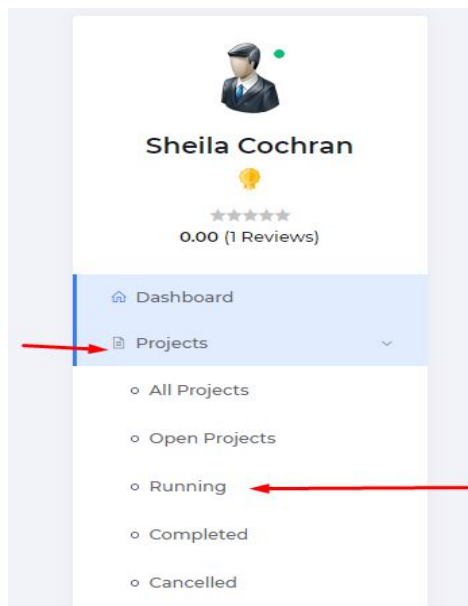 Sheila Cochran
0.00 (1 Reviews)
Dashboard
Projects
All Projects
Open Projects
Running
Completed
Cancelled